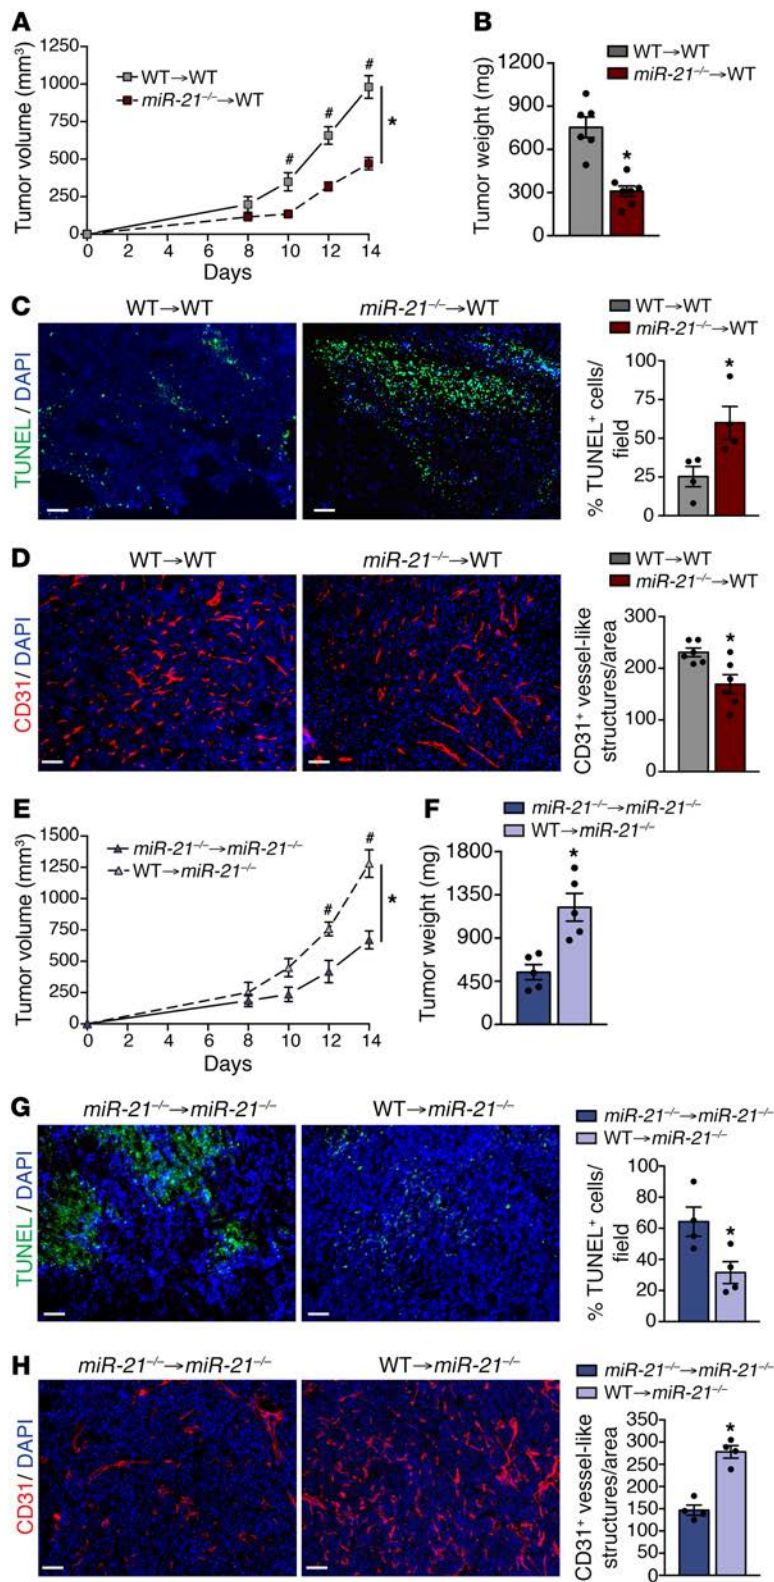 A
Tumor volume (mm³)
1250
1000
750
500
250
0
WT→WT
miR-21⁻/⁻→WT
#
#
#
*
0 2 4 6 8 10 12 14
Days
B
WT→WT
miR-21⁻/⁻→WT
Tumor weight (mg)
1200
900
600
300
0
*
C
WT→WT
miR-21⁻/⁻→WT
TUNEL / DAPI
WT→WT
miR-21⁻/⁻→WT
% TUNEL⁺ cells/
field
100
75
50
25
0
*
D
WT→WT
miR-21⁻/⁻→WT
CD31/ DAPI
WT→WT
miR-21⁻/⁻→WT
CD31⁺ vessel-like
structures/area
300
200
100
0
*
E
Tumor volume (mm³)
1500
1250
1000
750
500
250
0
miR-21⁻/⁻→miR-21⁻/⁻
WT→miR-21⁻/⁻
#
#
*
0 2 4 6 8 10 12 14
Days
F
miR-21⁻/⁻→miR-21⁻/⁻
WT→miR-21⁻/⁻
Tumor weight (mg)
1800
1350
900
450
0
*
G
miR-21⁻/⁻→miR-21⁻/⁻
WT→miR-21⁻/⁻
TUNEL / DAPI
miR-21⁻/⁻→miR-21⁻/⁻
WT→miR-21⁻/⁻
% TUNEL⁺ cells/
field
100
80
60
40
20
0
*
H
miR-21⁻/⁻→miR-21⁻/⁻
WT→miR-21⁻/⁻
CD31/ DAPI
miR-21⁻/⁻→miR-21⁻/⁻
WT→miR-21⁻/⁻
CD31⁺ vessel-like
structures/area
350
300
250
200
150
100
50
0
*